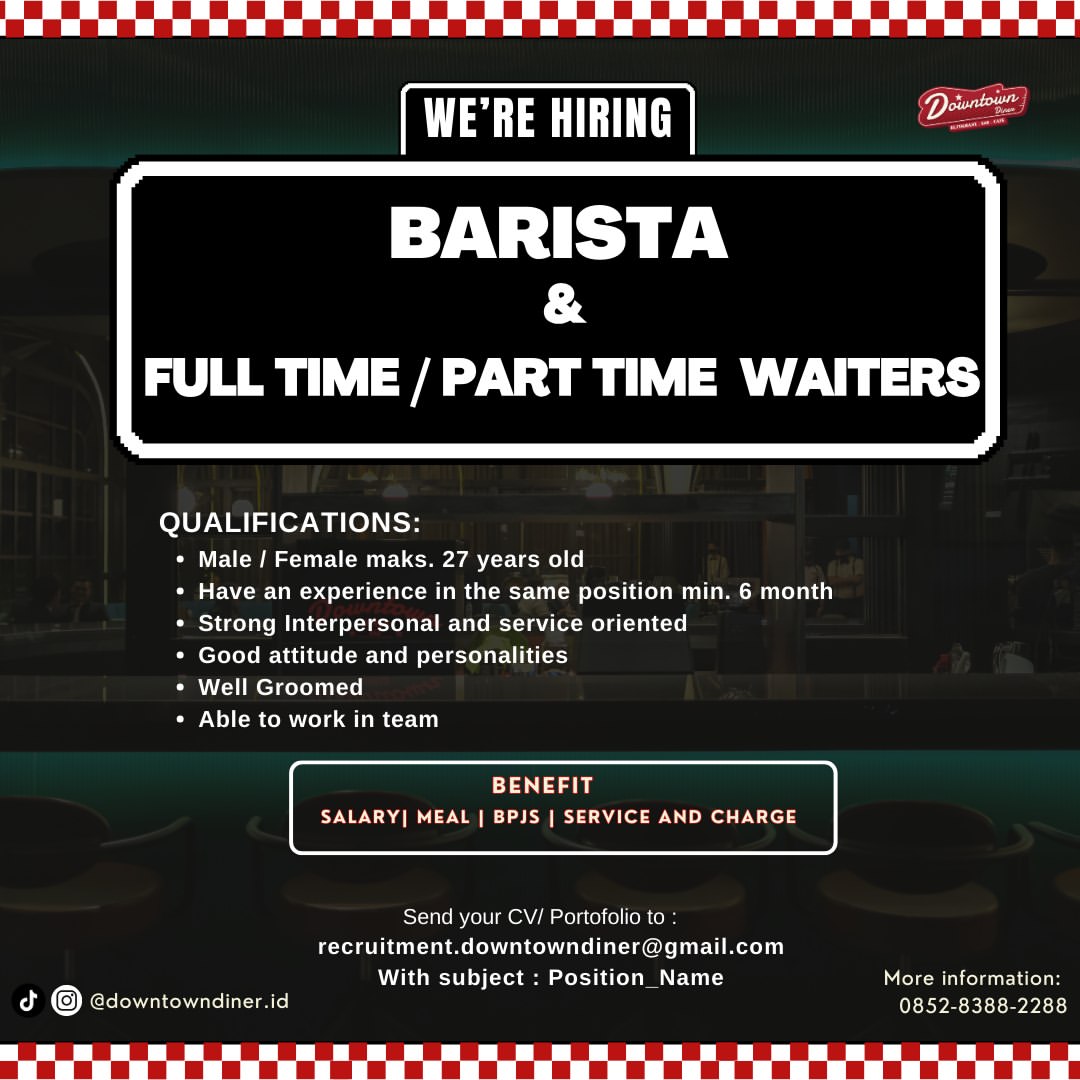 WE'RE HIRING
Downtown
Diner
BARISTA
&
FULL TIME / PART TIME WAITERS
QUALIFICATIONS:
• Male / Female maks. 27 years old
• Have an experience in the same position min. 6 month
• Strong Interpersonal and service oriented
• Good attitude and personalities
• Well Groomed
• Able to work in team
BENEFIT
SALARY| MEAL | BPJS | SERVICE AND CHARGE
Send your CV/ Portofolio to :
recruitment.downtowndiner@gmail.com
With subject : Position_Name
@downtowndiner.id
More information:
0852-8388-2288